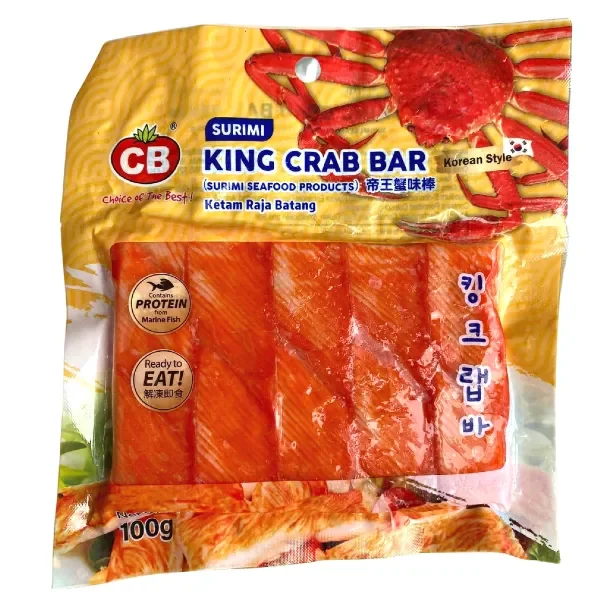 CB
®
Choice of The Best!
SURIMI
KING CRAB BAR
(SURIMI SEAFOOD PRODUCTS) 帝王蟹味棒
Ketam Raja Batang
Korean Style
Contains
PROTEIN
from
Marine Fish
Ready to
EAT!
解凍即食
킹
크
랩
바
100g